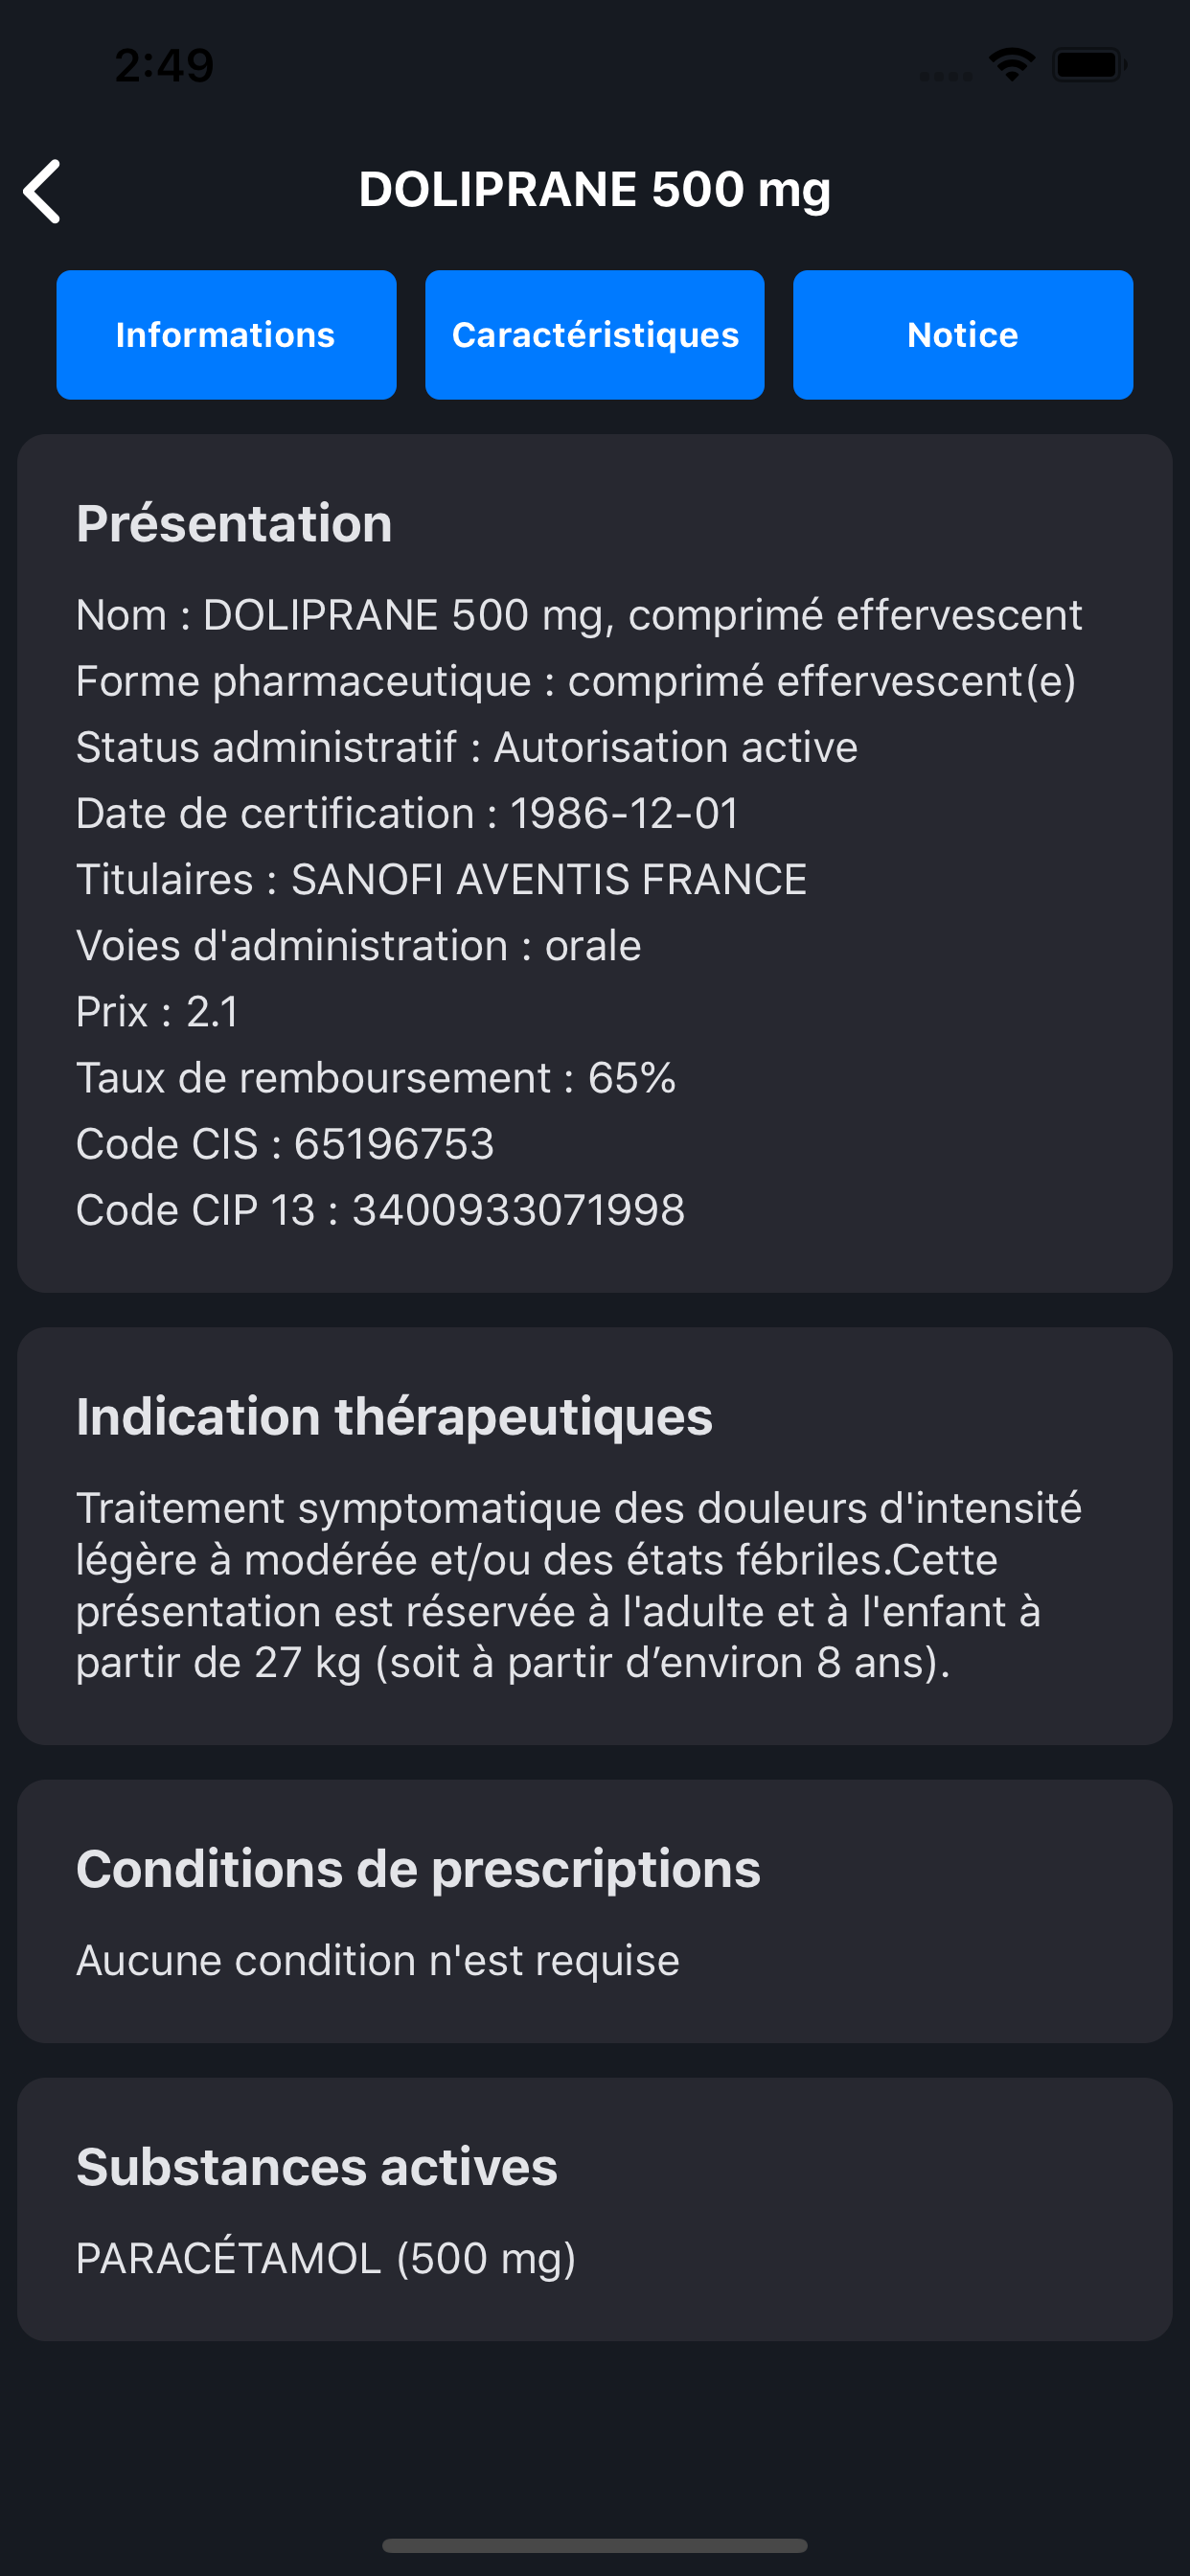 2:49
DOLIPRANE 500 mg
Informations
Caractéristiques
Notice
Présentation
Nom : DOLIPRANE 500 mg, comprimé effervescent
Forme pharmaceutique : comprimé effervescent(e)
Status administratif : Autorisation active
Date de certification : 1986-12-01
Titulaires : SANOFI AVENTIS FRANCE
Voies d'administration : orale
Prix : 2.1
Taux de remboursement : 65%
Code CIS : 65196753
Code CIP 13 : 3400933071998
Indication thérapeutiques
Traitement symptomatique des douleurs d'intensité
légère à modérée et/ou des états fébriles.Cette
présentation est réservée à l'adulte et à l'enfant à
partir de 27 kg (soit à partir d’environ 8 ans).
Conditions de prescriptions
Aucune condition n'est requise
Substances actives
PARACÉTAMOL (500 mg)